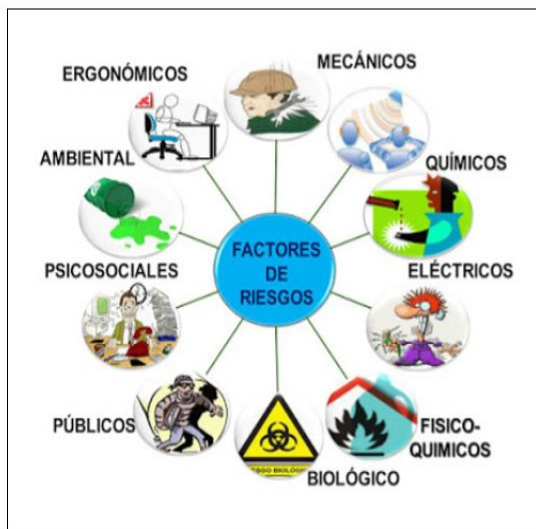 MECÁNICOS
ERGONÓMICOS
AMBIENTAL
QUÍMICOS
FACTORES
DE
RIESGOS
PSICOSOCIALES
ELÉCTRICOS
PÚBLICOS
FISICO-
QUIMICOS
BIOLÓGICO